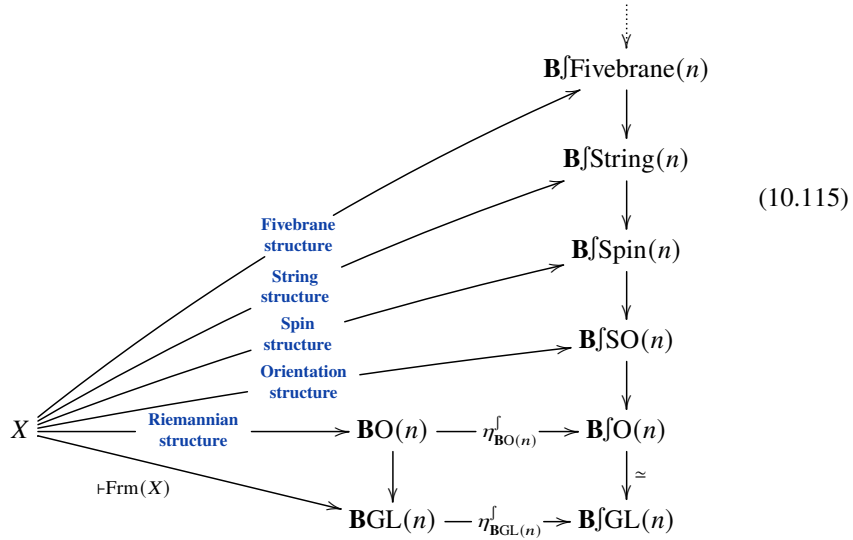 B∫Fivebrane(n)
B∫String(n)
(10.115)
Fivebrane
structure
B∫Spin(n)
String
structure
Spin
structure
B∫SO(n)
Orientation
structure
X
Riemannian
structure
BO(n)
η^∫_{BO(n)}
B∫O(n)
⊢Frm(X)
≃
BGL(n)
η^∫_{BGL(n)}
B∫GL(n)